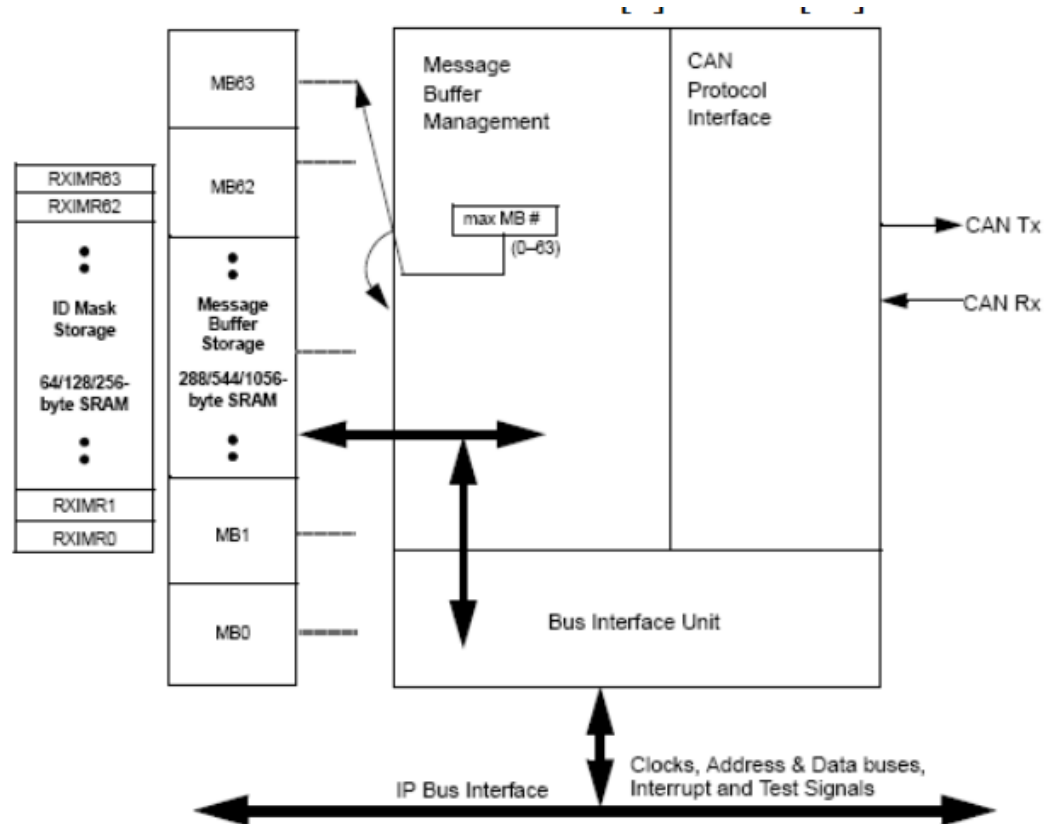 MB63
MB62
Message
Buffer
Storage
288/544/1056-
byte SRAM
MB1
MB0
RXIMR63
RXIMR62
ID Mask
Storage
64/128/256-
byte SRAM
RXIMR1
RXIMR0
Message
Buffer
Management
max MB #
(0–63)
CAN
Protocol
Interface
CAN Tx
CAN Rx
Bus Interface Unit
IP Bus Interface
Clocks, Address & Data buses,
Interrupt and Test Signals